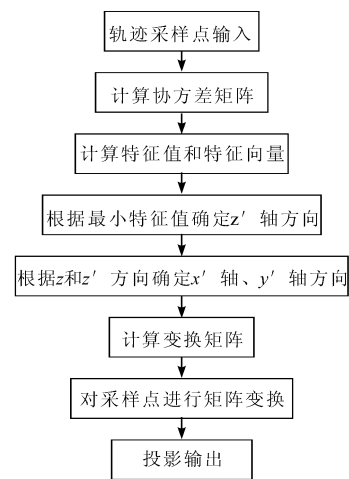 轨迹采样点输入
计算协方差矩阵
计算特征值和特征向量
根据最小特征值确定z′轴方向
根据z和z′方向确定x′轴、y′轴方向
计算变换矩阵
对采样点进行矩阵变换
投影输出